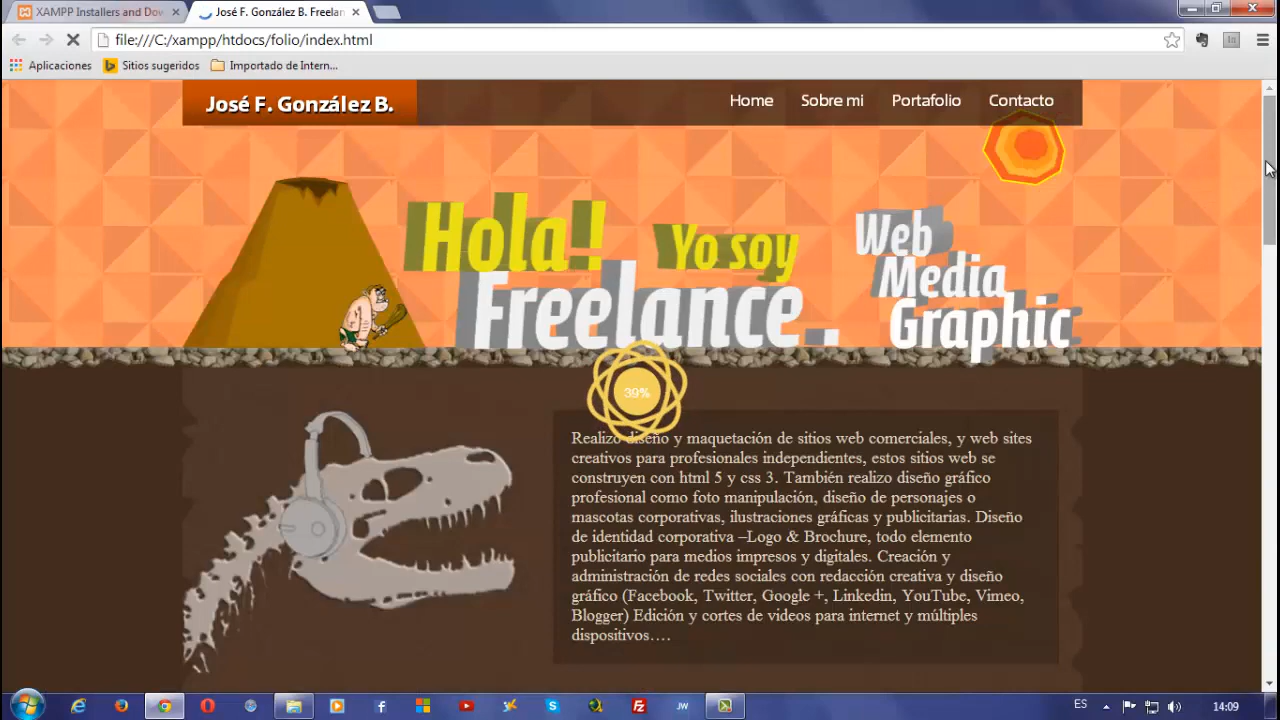 XAMPP Installers and Dow
José F. González B. Freelan
file:///C:/xampp/htdocs/folio/index.html
Aplicaciones
Sitios sugeridos
Importado de Intern...
José F. González B.
Home
Sobre mi
Portafolio
Contacto
Hola!!
Yo soy
Freelance..
Web
Media
Graphic
39%
Realizo diseño y maquetación de sitios web comerciales, y web sites
creativos para profesionales independientes, estos sitios web se
construyen con html 5 y css 3. También realizo diseño gráfico
profesional como foto manipulación, diseño de personajes o
mascotas corporativas, ilustraciones gráficas y publicitarias. Diseño
de identidad corporativa –Logo & Brochure, todo elemento
publicitario para medios impresos y digitales. Creación y
administración de redes sociales con redacción creativa y diseño
gráfico (Facebook, Twitter, Google +, Linkedin, YouTube, Vimeo,
Blogger) Edición y cortes de videos para internet y múltiples
dispositivos….
JW
ES
14:09